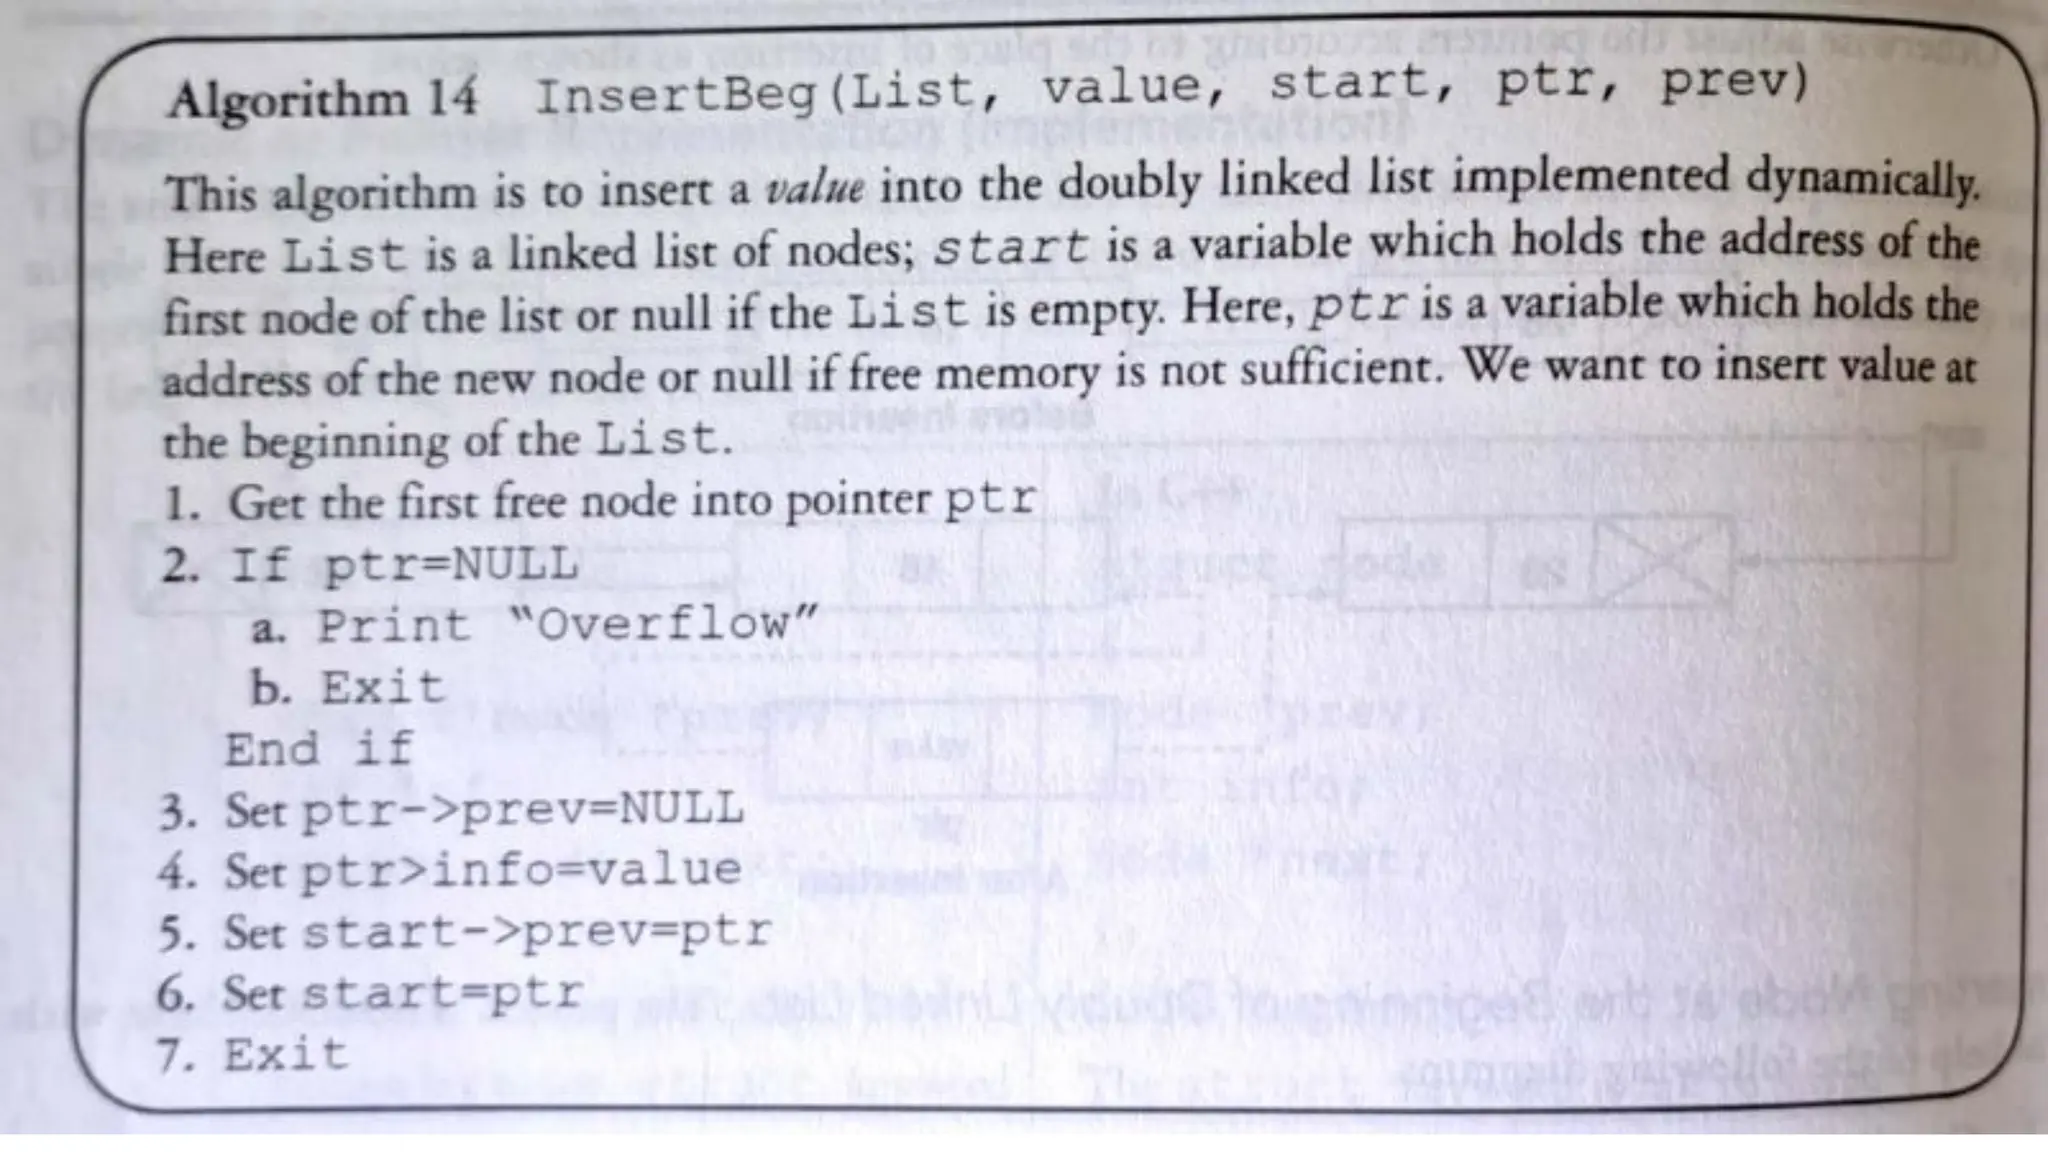 Algorithm 14 InsertBeg(List, value, start, ptr, prev)
This algorithm is to insert a value into the doubly linked list implemented dynamically.
Here List is a linked list of nodes; start is a variable which holds the address of the
first node of the list or null if the List is empty. Here, ptr is a variable which holds the
address of the new node or null if free memory is not sufficient. We want to insert value at
the beginning of the List.
1. Get the first free node into pointer ptr
2. If ptr=NULL
a. Print "Overflow"
b. Exit
End if
3. Set ptr->prev=NULL
4. Set ptr>info=value
5. Set start->prev=ptr
6. Set start=ptr
7. Exit